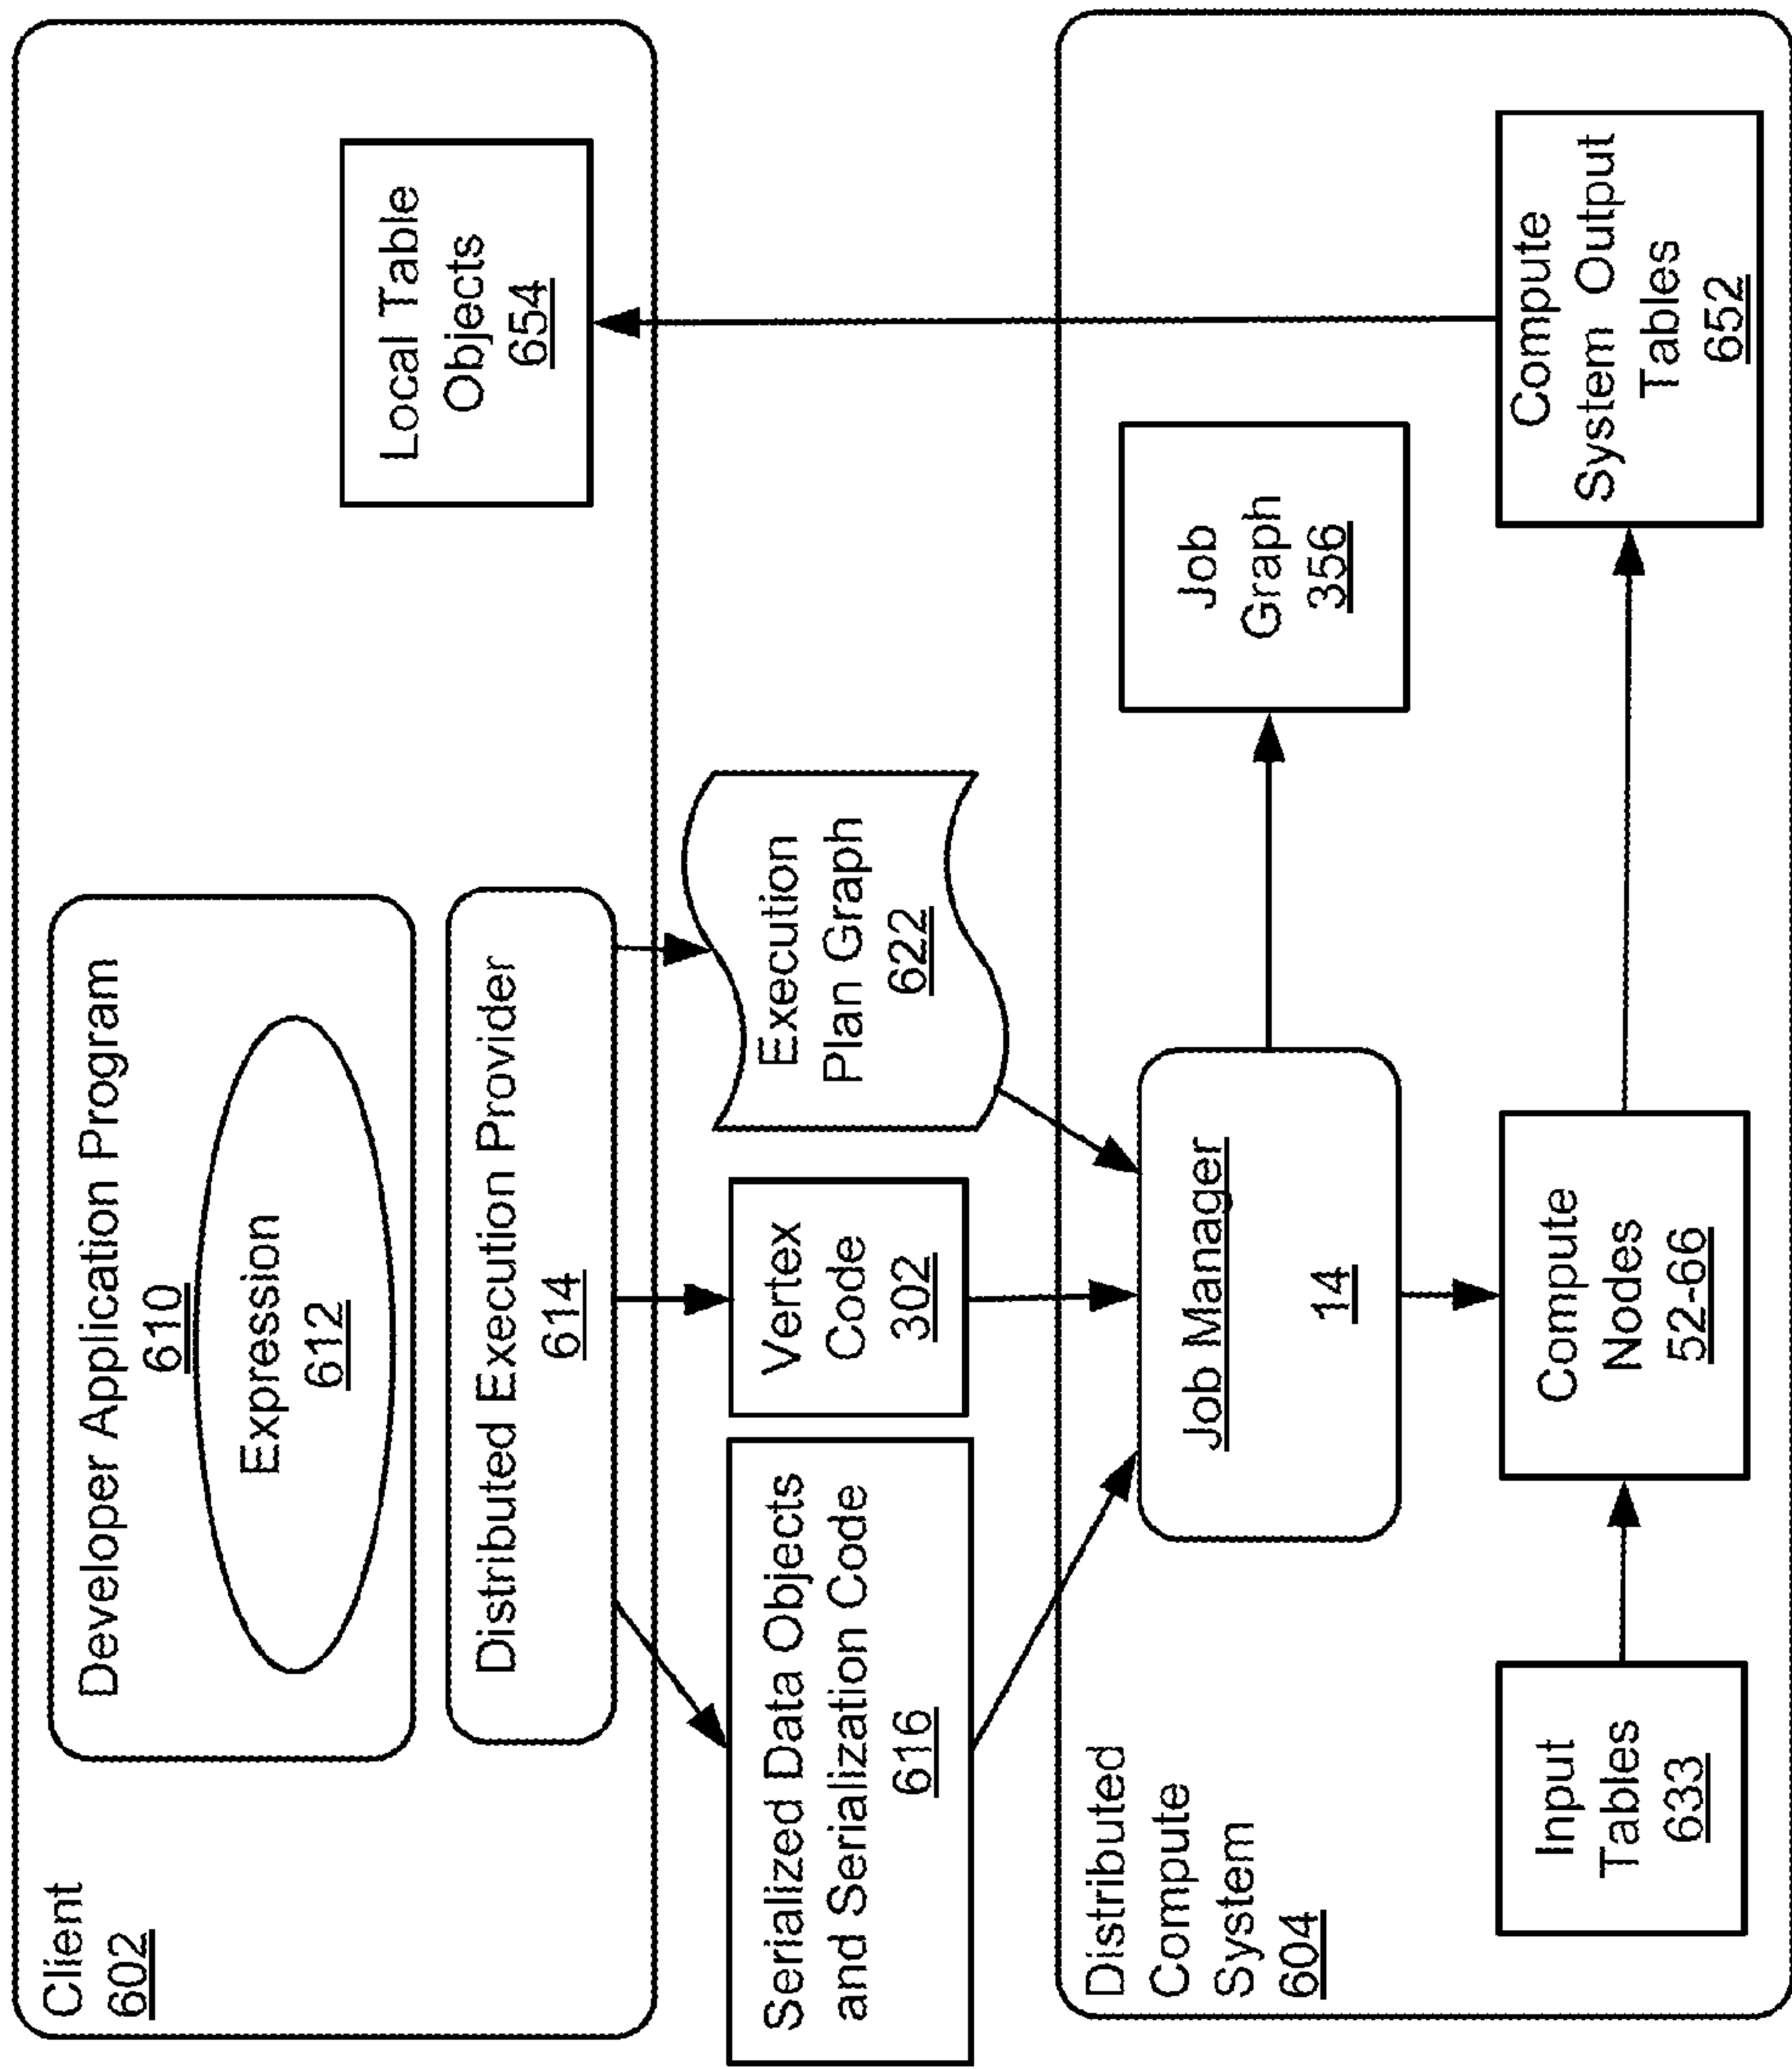 Client
602
Developer Application Program
610
Expression
612
Distributed Execution Provider
614
Local Table
Objects
654
Serialized Data Objects
and Serialization Code
616
Vertex
Code
302
Execution
Plan Graph
622
Distributed
Compute
System
604
Job Manager
14
Job
Graph
356
Input
Tables
633
Compute
Nodes
52-66
Compute
System Output
Tables
652